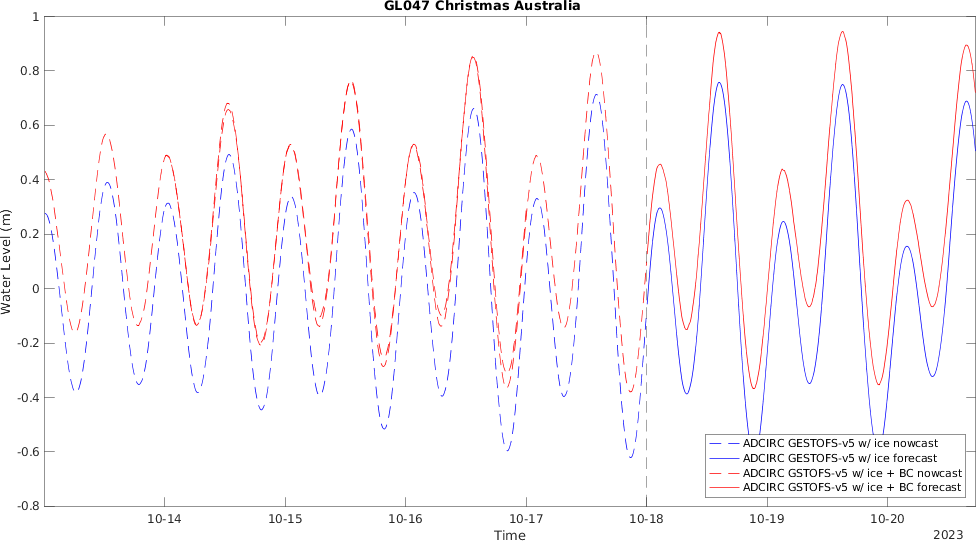 GL047 Christmas Australia
1
0.8
0.6
0.4
0.2
0
-0.2
-0.4
-0.6
-0.8
Water Level (m)
ADCIRC GESTOFS-v5 w/ ice nowcast
ADCIRC GESTOFS-v5 w/ ice forecast
ADCIRC GSTOFS-v5 w/ ice + BC nowcast
ADCIRC GSTOFS-v5 w/ ice + BC forecast
10-14 10-15 10-16 10-17 10-18 10-19 10-20
Time 2023